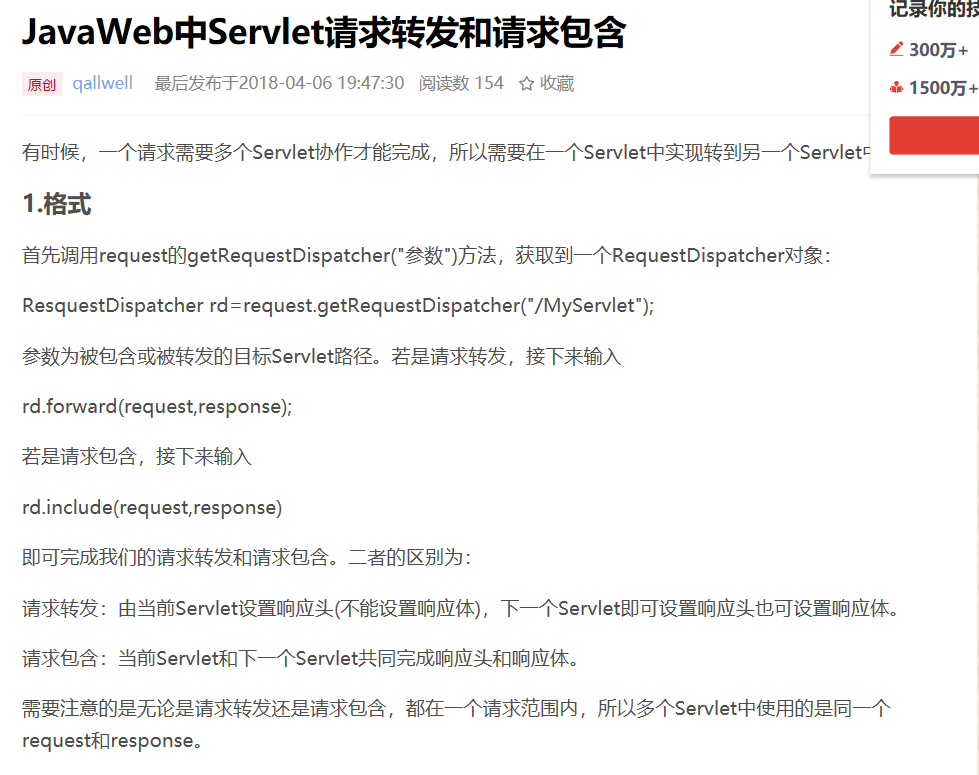 JavaWeb中Servlet请求转发和请求包含
原创 qallwell 最后发布于2018-04-06 19:47:30 阅读数 154 收藏
有时候，一个请求需要多个Servlet协作才能完成，所以需要在一个Servlet中实现转到另一个Servlet
1.格式
首先调用request的getRequestDispatcher("参数")方法，获取到一个RequestDispatcher对象：
ResquestDispatcher rd=request.getRequestDispatcher("/MyServlet");
参数为被包含或被转发的目标Servlet路径。若是请求转发，接下来输入
rd.forward(request,response);
若是请求包含，接下来输入
rd.include(request,response)
即可完成我们的请求转发和请求包含。二者的区别为：
请求转发：由当前Servlet设置响应头(不能设置响应体)，下一个Servlet即可设置响应头也可设置响应体。
请求包含：当前Servlet和下一个Servlet共同完成响应头和响应体。
需要注意的是无论是请求转发还是请求包含，都在一个请求范围内，所以多个Servlet中使用的是同一个
request和response。
记录你的技
300万+
1500万+